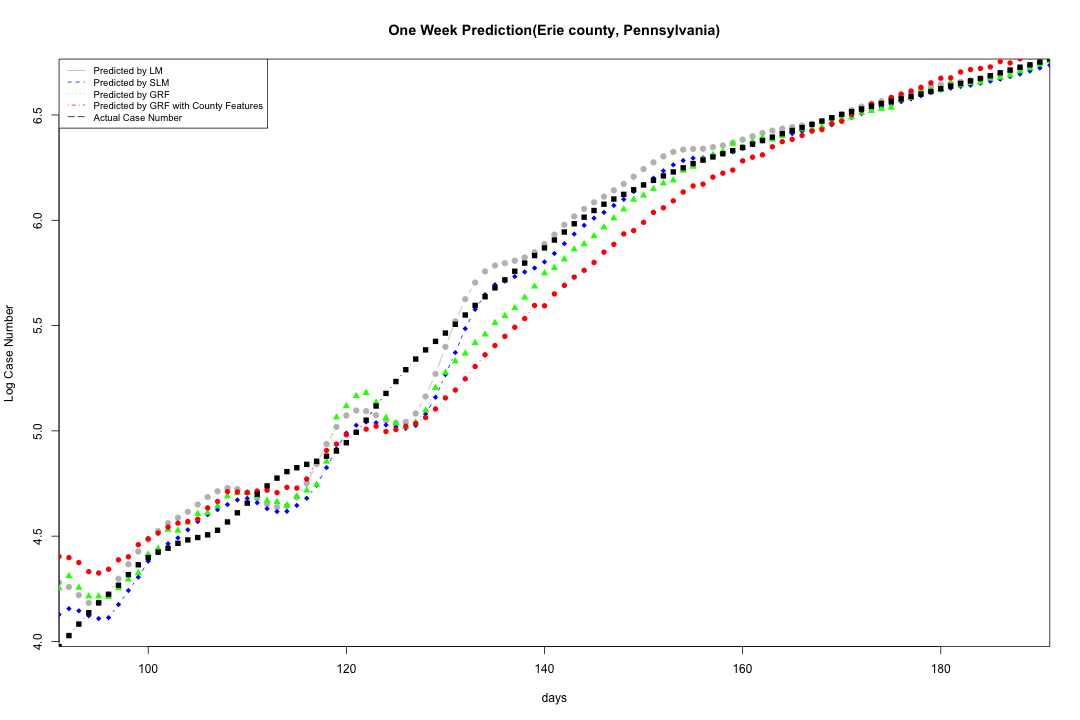 One Week Prediction(Erie county, Pennsylvania)
Predicted by LM
Predicted by SLM
Predicted by GRF
Predicted by GRF with County Features
Actual Case Number
6.5
6.0
5.5
5.0
4.5
4.0
Log Case Number
100 120 140 160 180
days